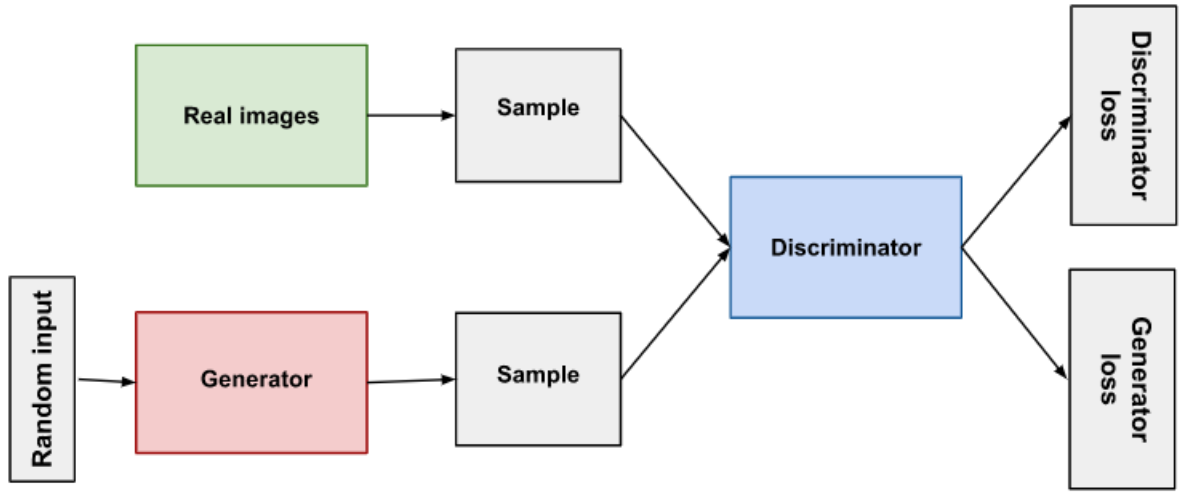 Real images
Sample
Discriminator
loss
Discriminator
Random input
Generator
Sample
Generator
loss